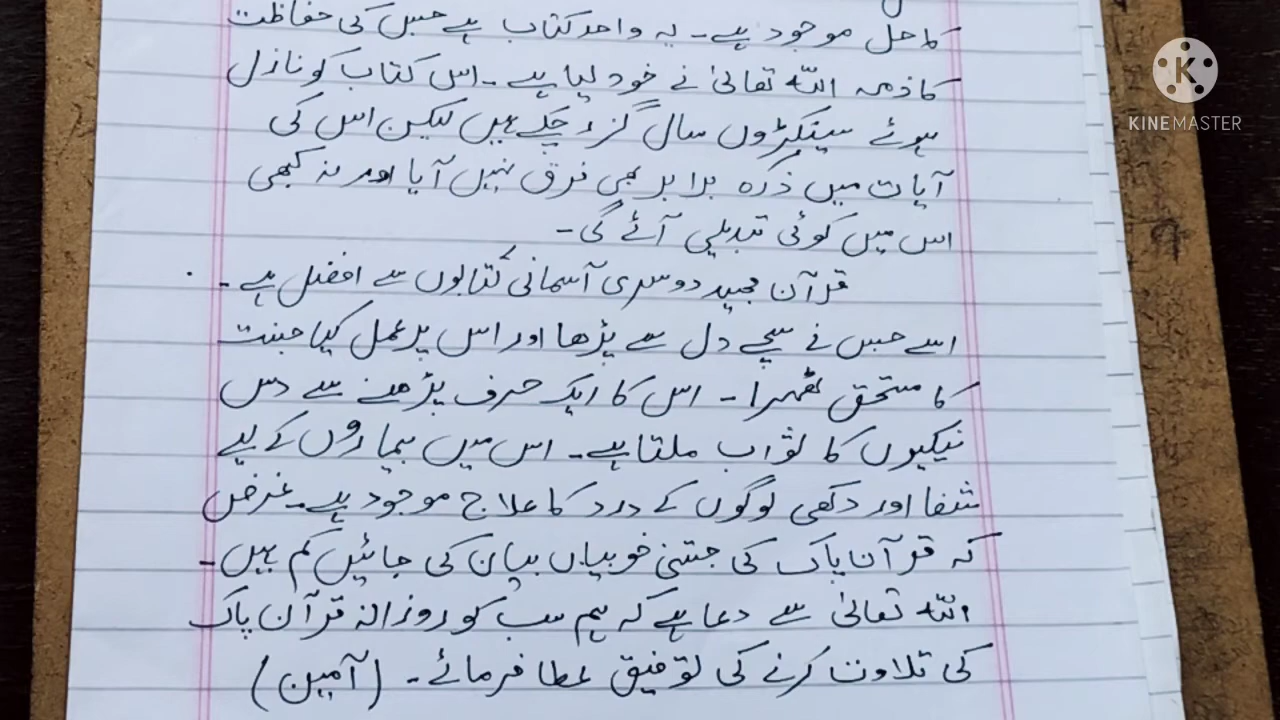 کا حل موجود ہے۔ یہ واحد کتاب ہے جس کی حفاظت
کا ذمہ اللہ تعالیٰ نے خود لیا ہے۔ اس کتاب کو نازل
ہوئے سینکڑوں سال گزر چکے ہیں لیکن اس کی
آیات میں ذرہ برابر بھی فرق نہیں آیا اور نہ کبھی
اس میں کوئی تبدیلی آئے گی۔
قرآن مجید دوسری آسمانی کتابوں سے افضل ہے۔
اسے جس نے سچے دل سے پڑھا اور اس پر عمل کیا جنت
کا مستحق ٹھہرا۔ اس کا ایک حرف پڑھنے سے دس
نیکیوں کا ثواب ملتا ہے۔ اس میں بیماروں کے لیے
شفا اور دکھی لوگوں کے درد کا علاج موجود ہے۔ غرض
کہ قرآن پاک کی جتنی خوبیاں بیان کی جائیں کم ہیں۔
اللہ تعالیٰ سے دعا ہے کہ ہم سب کو روزانہ قرآن پاک
کی تلاوت کرنے کی توفیق عطا فرمائے۔ (آمین)
K
KINEMASTER